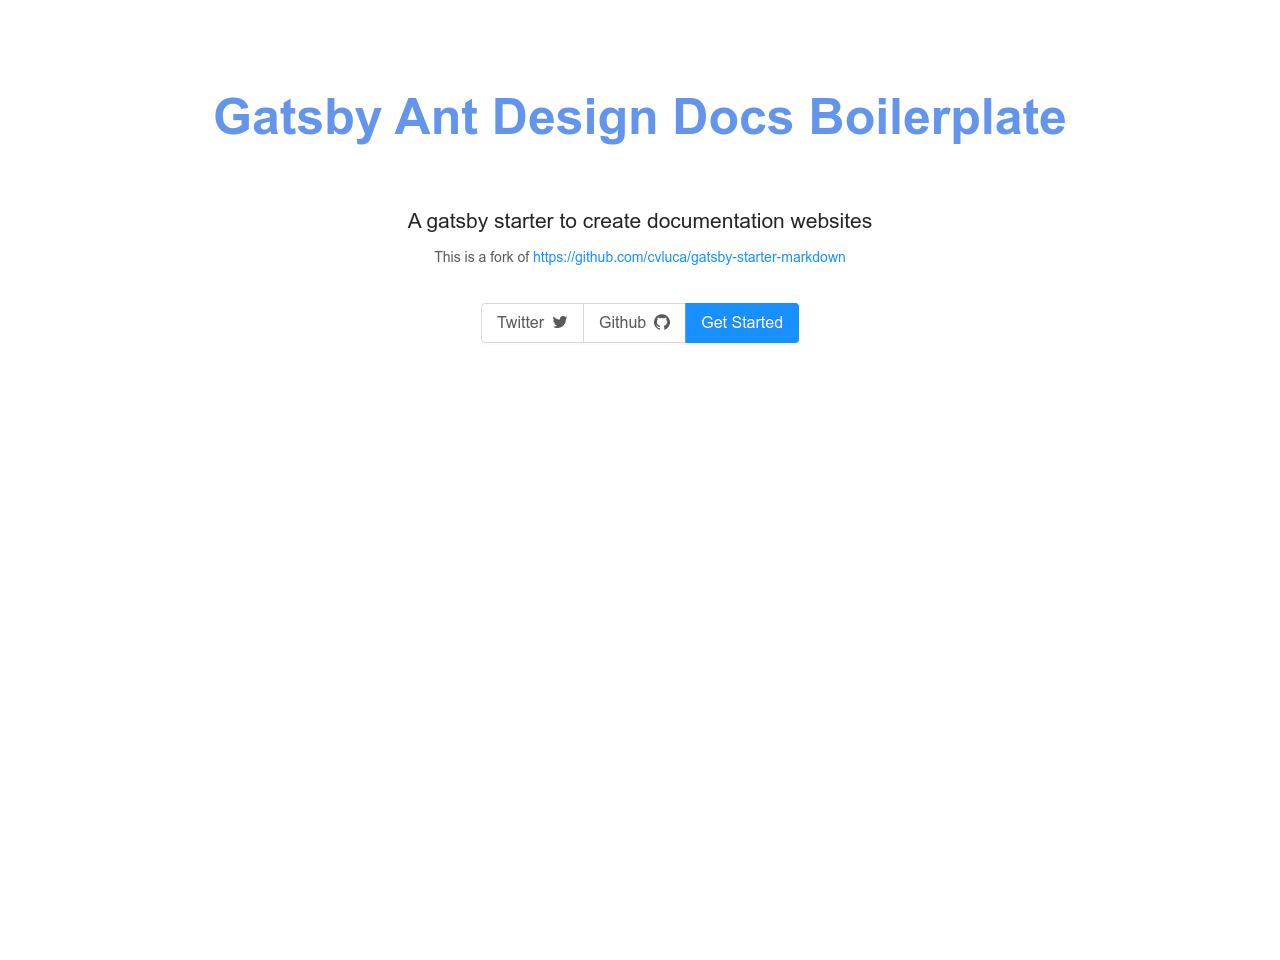 Gatsby Ant Design Docs Boilerplate
A gatsby starter to create documentation websites
This is a fork of https://github.com/cvluca/gatsby-starter-markdown
Twitter Github Get Started